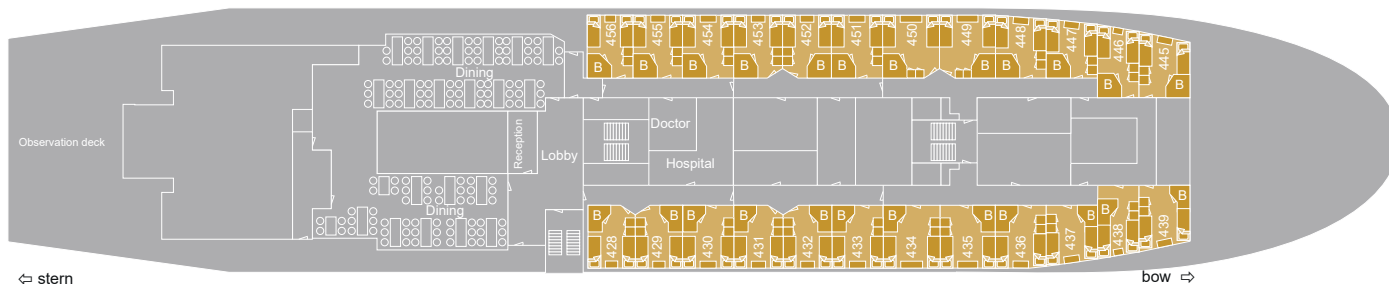 456 455 454 453 452 451 450 449 448 447 446 445
B B B B B B B B B B B B
Dining
Observation deck
Reception
Lobby
Doctor
Hospital
Dining
B B B B B B B B B B B B
428 429 430 431 432 433 434 435 436 437 438 439
⇦ stern
bow ⇨